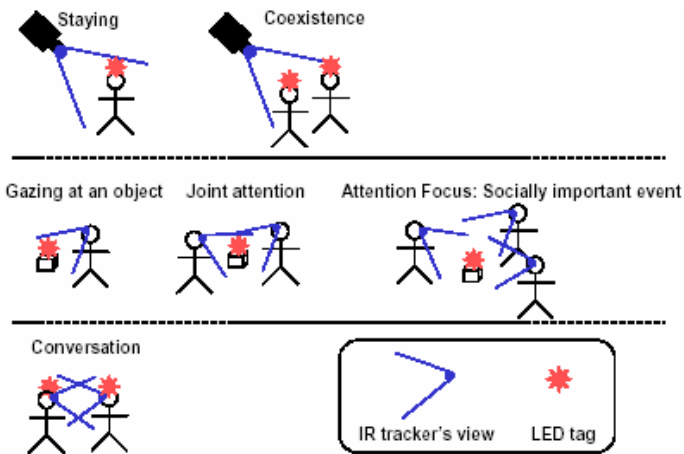 Staying
Coexistence
Gazing at an object
Joint attention
Attention Focus: Socially important event
Conversation
IR tracker's view
LED tag